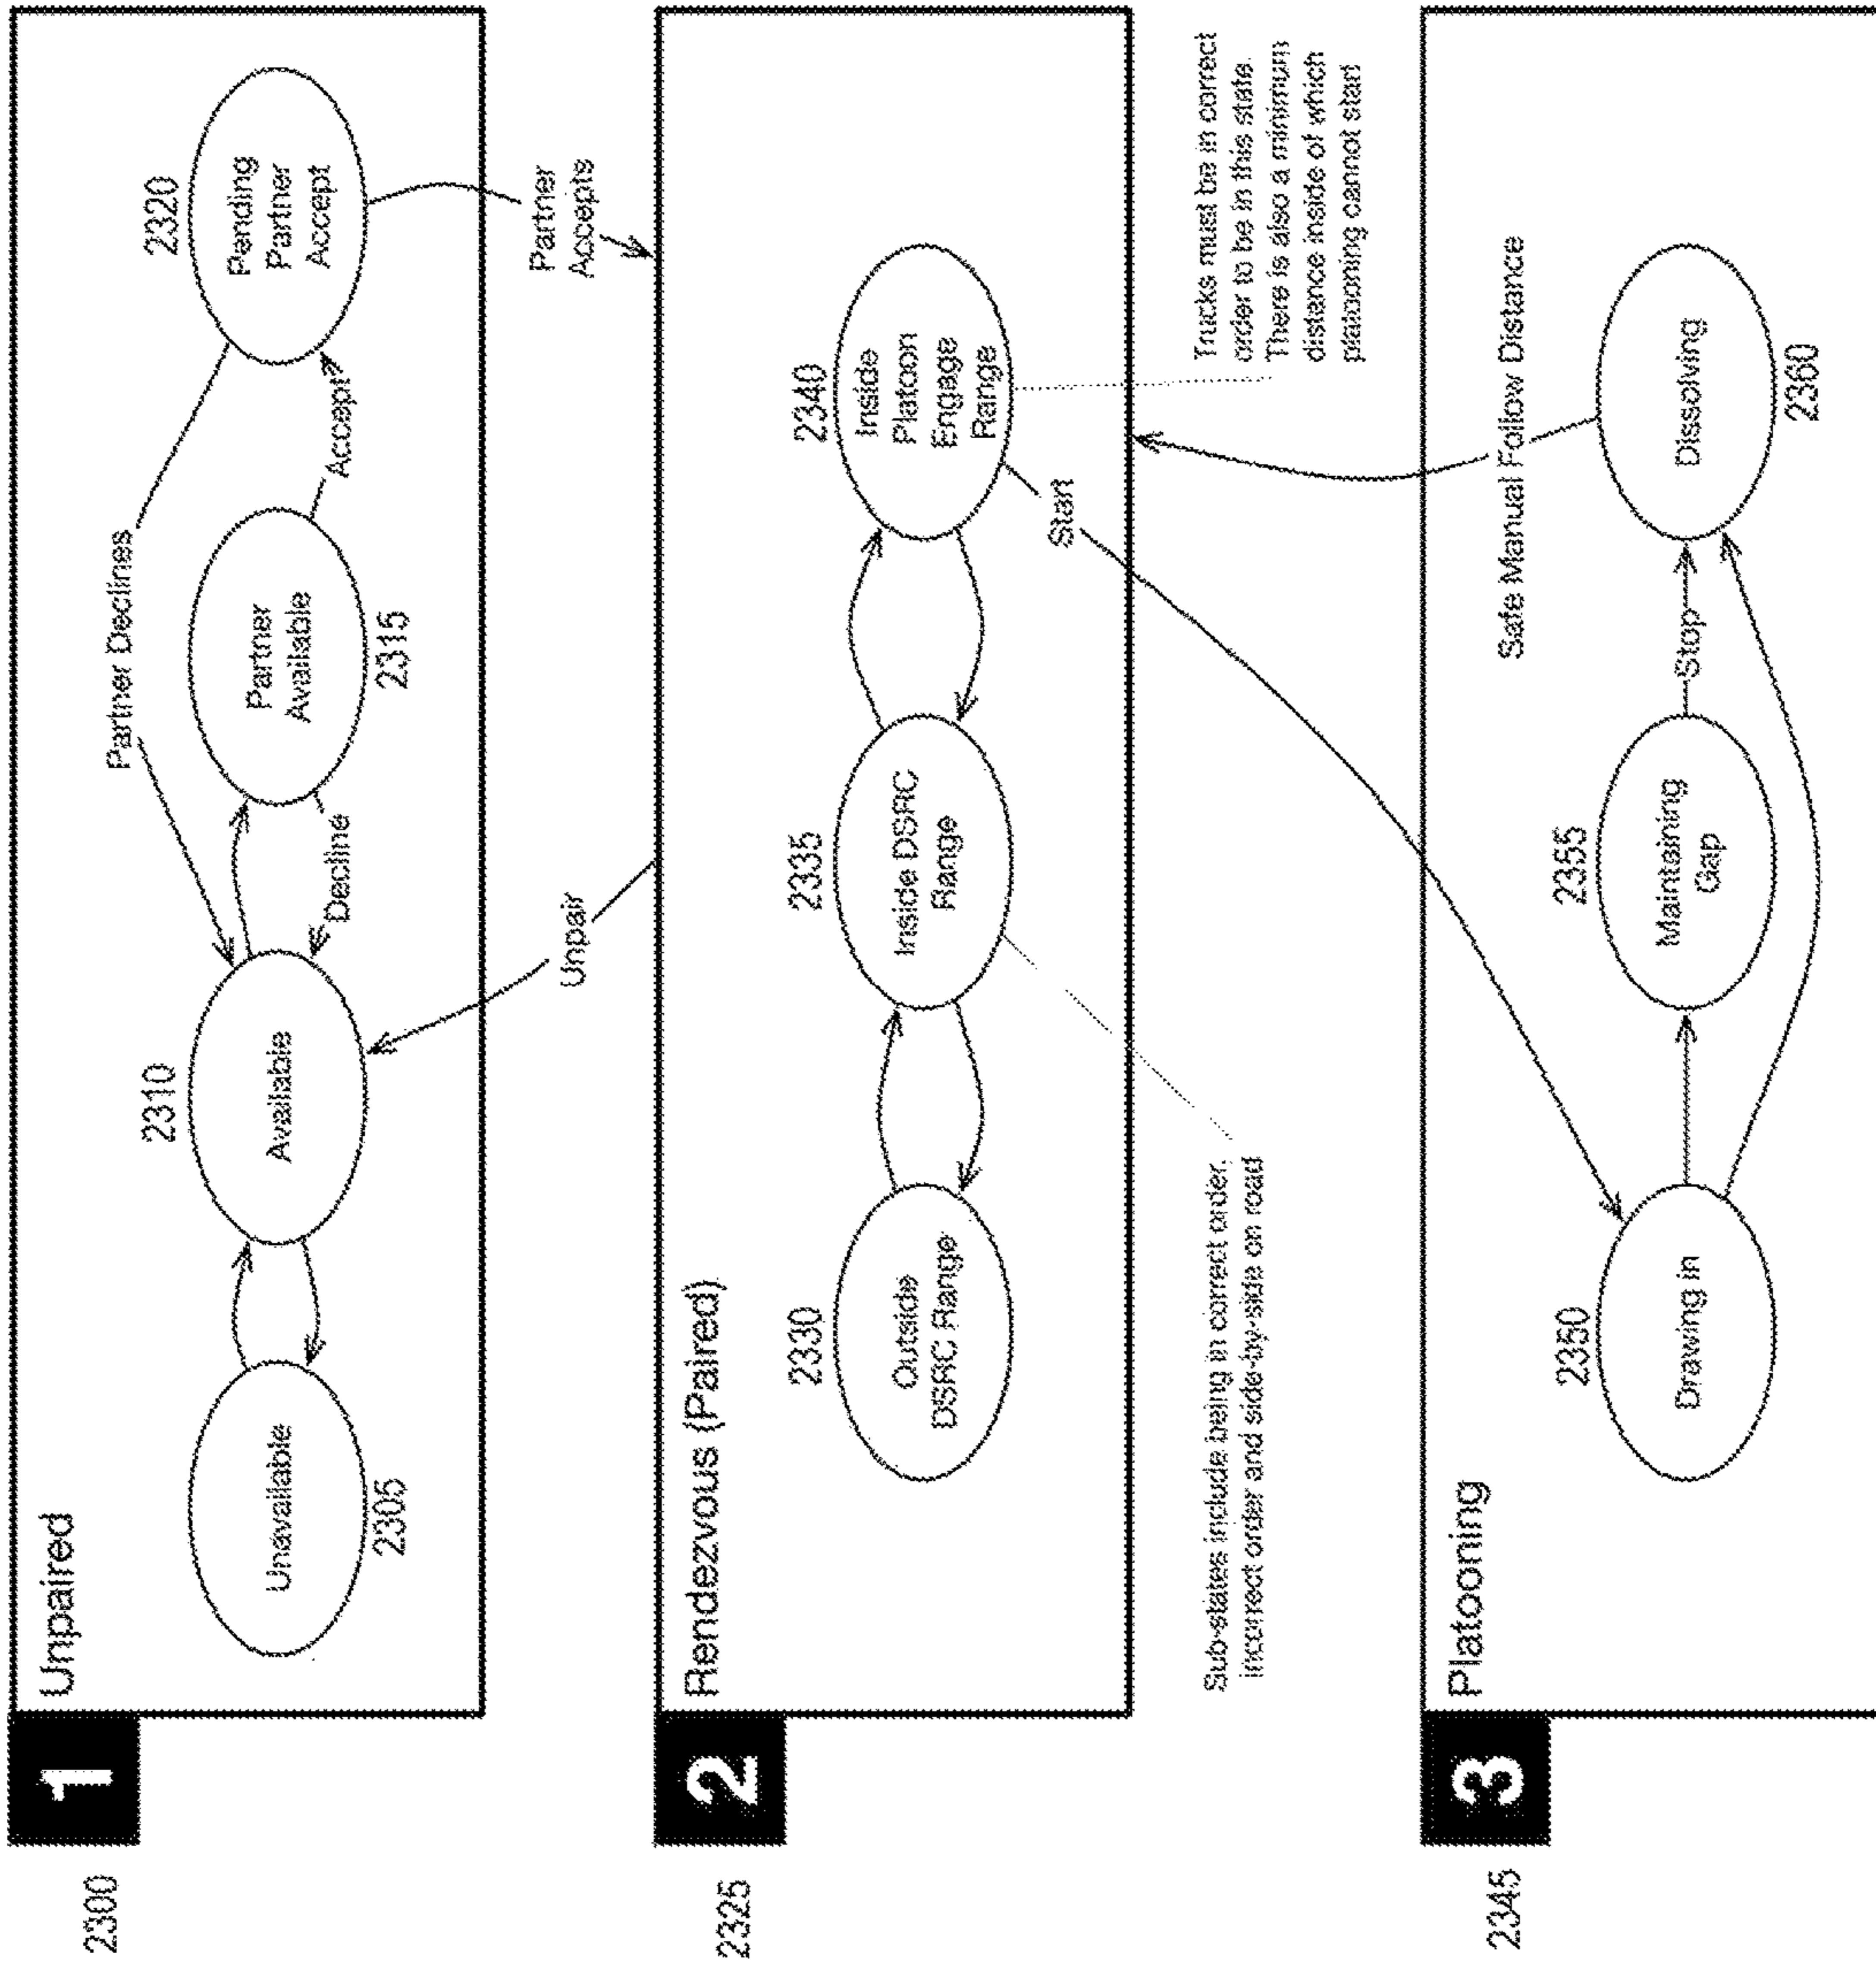 2300
1
Unpaired
Unavailable
2305
2310
Available
Partner Declines
Decline
Partner
Available
2315
Accept
2320
Pending
Partner
Accept
Unpair
Partner
Accepts
2325
2
Rendezvous (Paired)
2330
Outside
DSRC Range
2335
Inside DSRC
Range
2340
Inside
Platoon
Engage
Range
Start
Sub-states include being in correct order,
incorrect order and side-by-side on road
Trucks must be in correct
order to be in this state.
There is also a minimum
distance inside of which
platooning cannot start
Safe Manual Follow Distance
2345
3
Platooning
2350
Drawing in
2355
Maintaining
Gap
Stop
Dissolving
2360